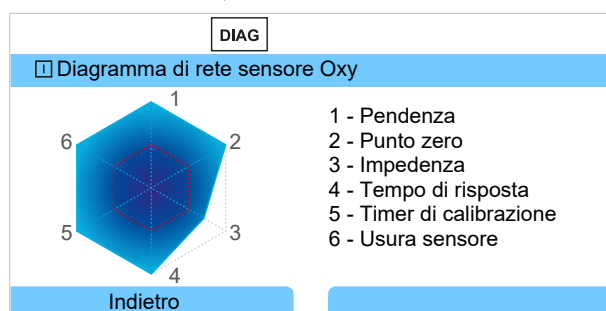 DIAG
I Diagramma di rete sensore Oxy
1
2
3
4
5
6
1 - Pendenza
2 - Punto zero
3 - Impedenza
4 - Tempo di risposta
5 - Timer di calibrazione
6 - Usura sensore
Indietro